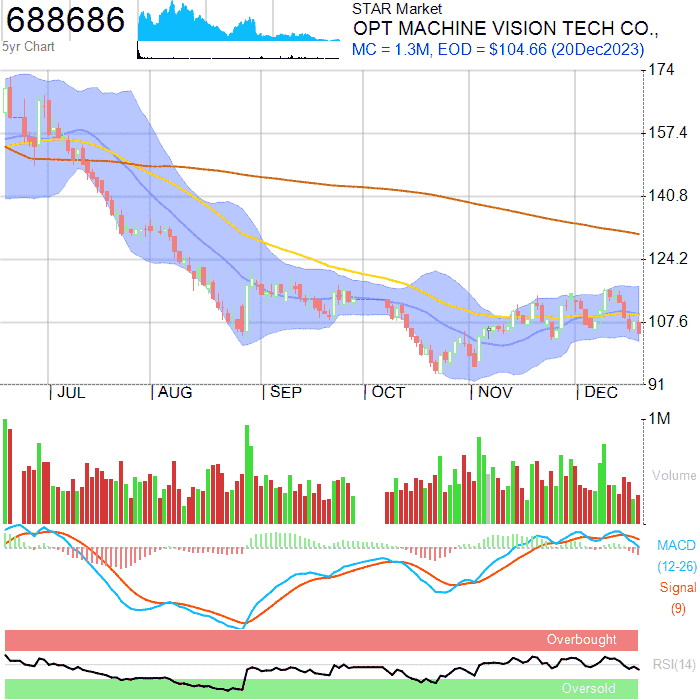 688686
5yr Chart
STAR Market
OPT MACHINE VISION TECH CO.,
MC = 1.3M, EOD = $104.66 (20Dec2023)
174
157.4
140.8
124.2
107.6
91
JUL
AUG
SEP
OCT
NOV
DEC
1M
Volume
MACD
(12-26)
Signal
(9)
Overbought
RSI(14)
Oversold